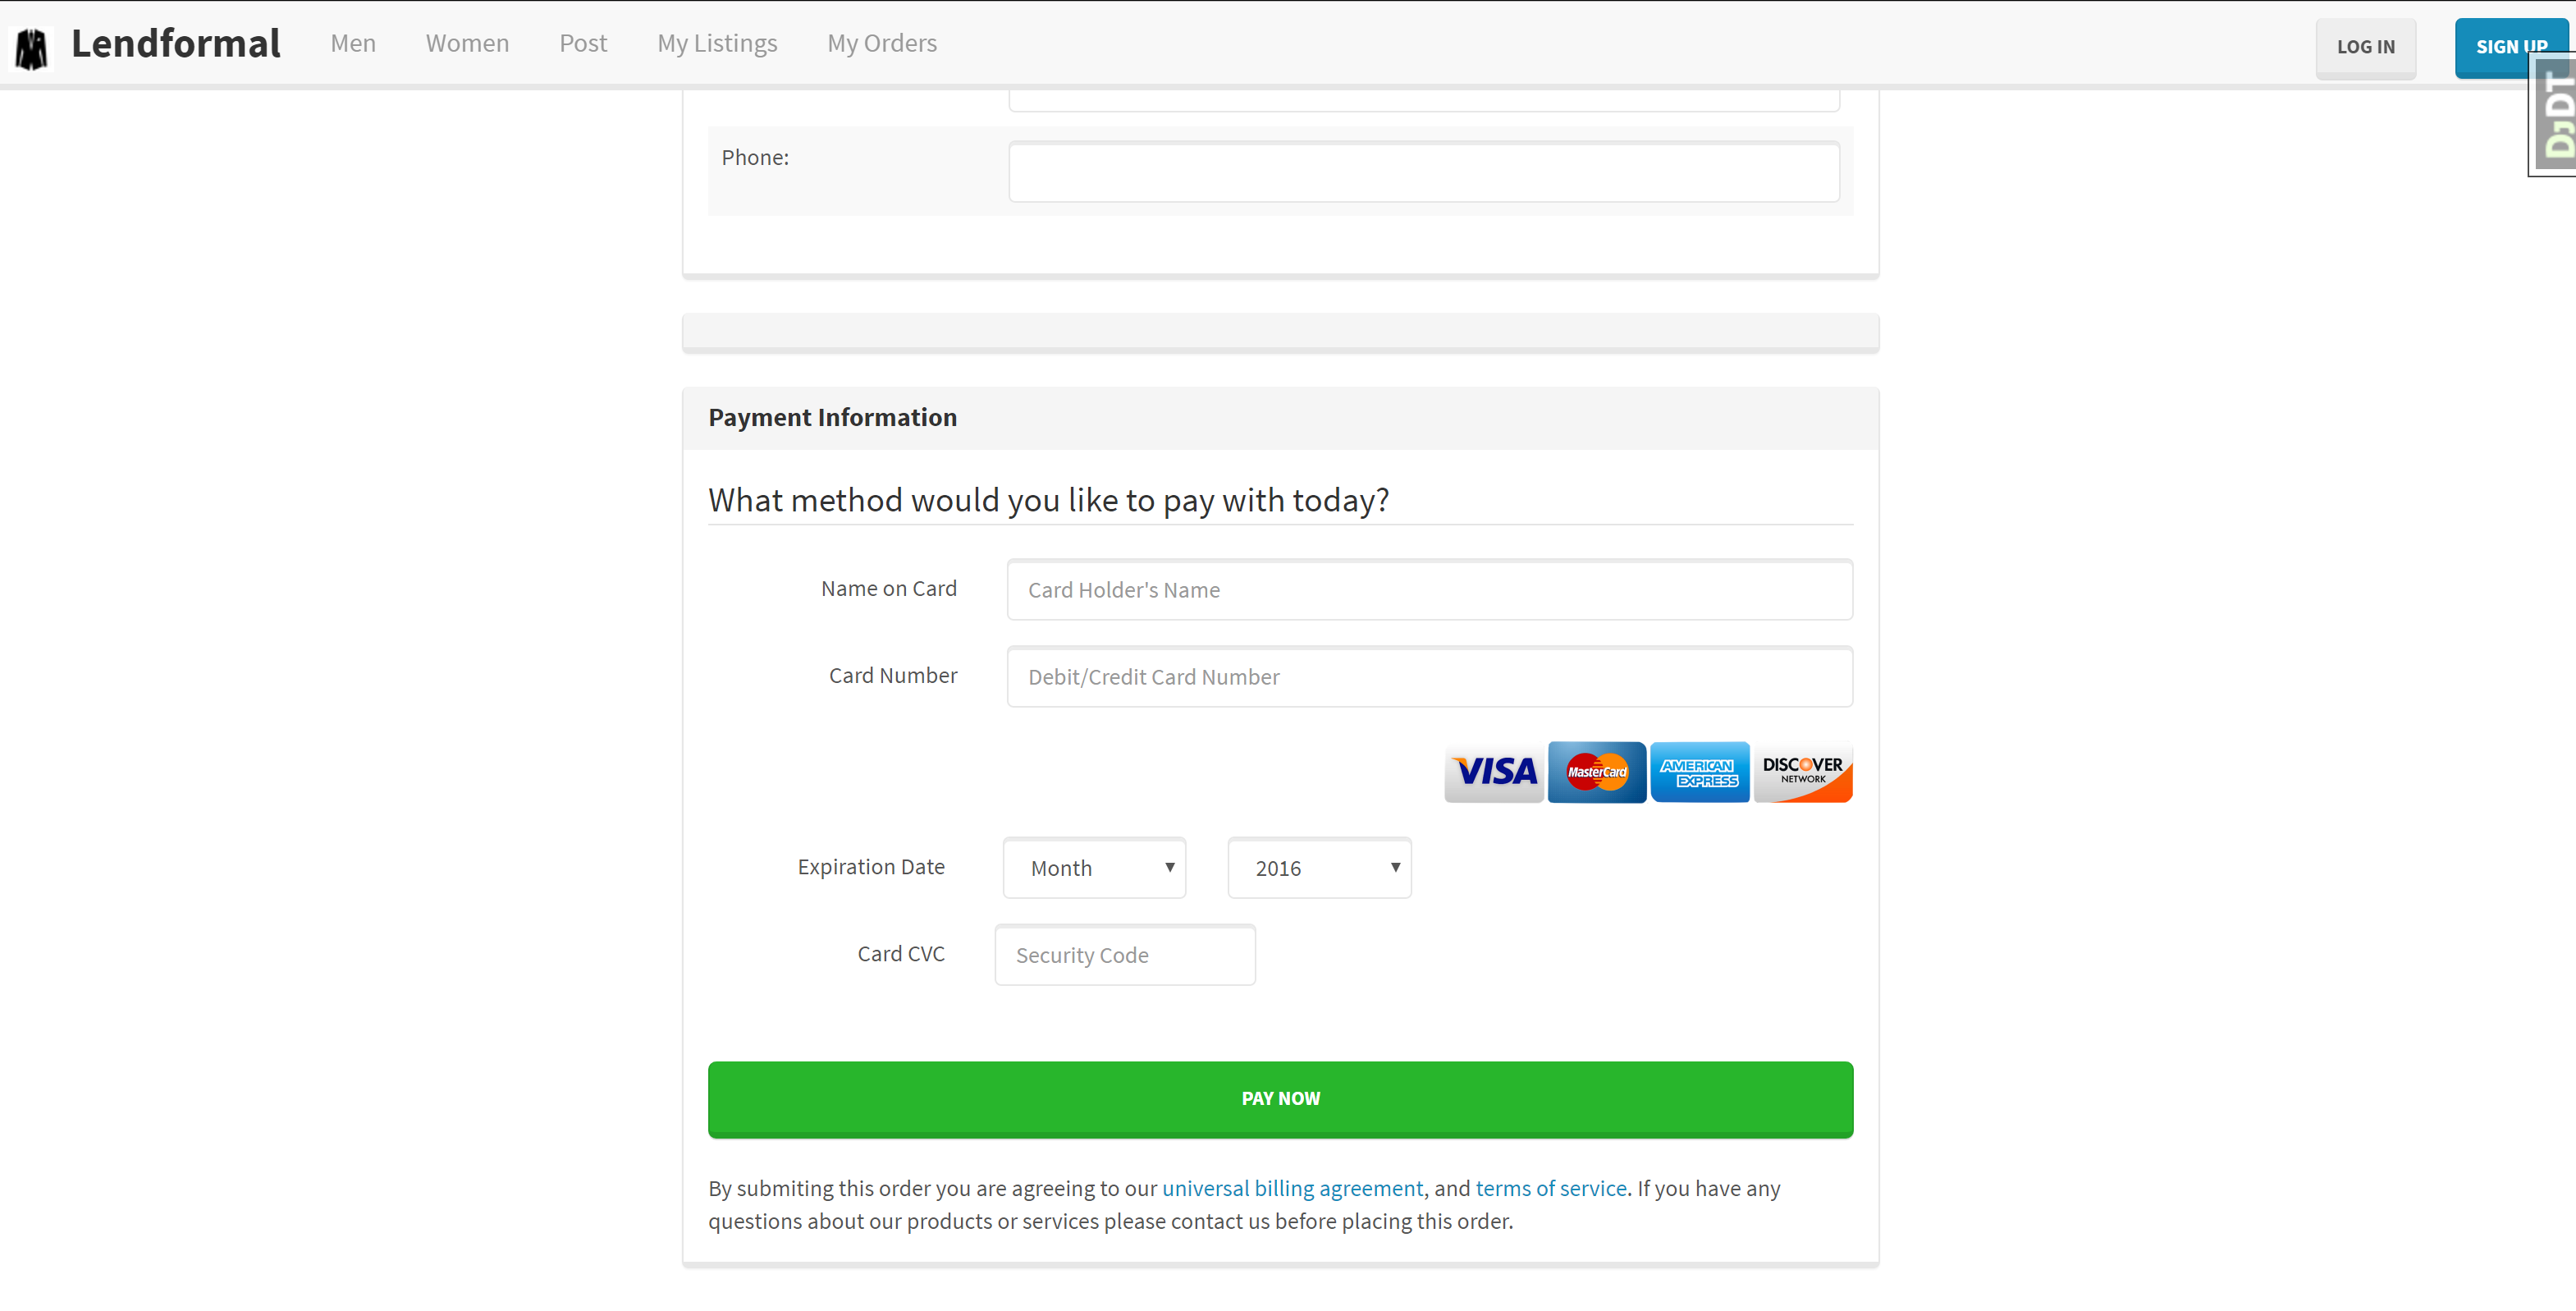 Lendformal Men Women Post My Listings My Orders LOG IN SIGN UP
DJDT
Phone:
Payment Information
What method would you like to pay with today?
Name on Card Card Holder's Name
Card Number Debit/Credit Card Number
VISA MasterCard AMERICAN EXPRESS DISCOVER NETWORK
Expiration Date Month 2016
Card CVC Security Code
PAY NOW
By submiting this order you are agreeing to our universal billing agreement, and terms of service. If you have any
questions about our products or services please contact us before placing this order.